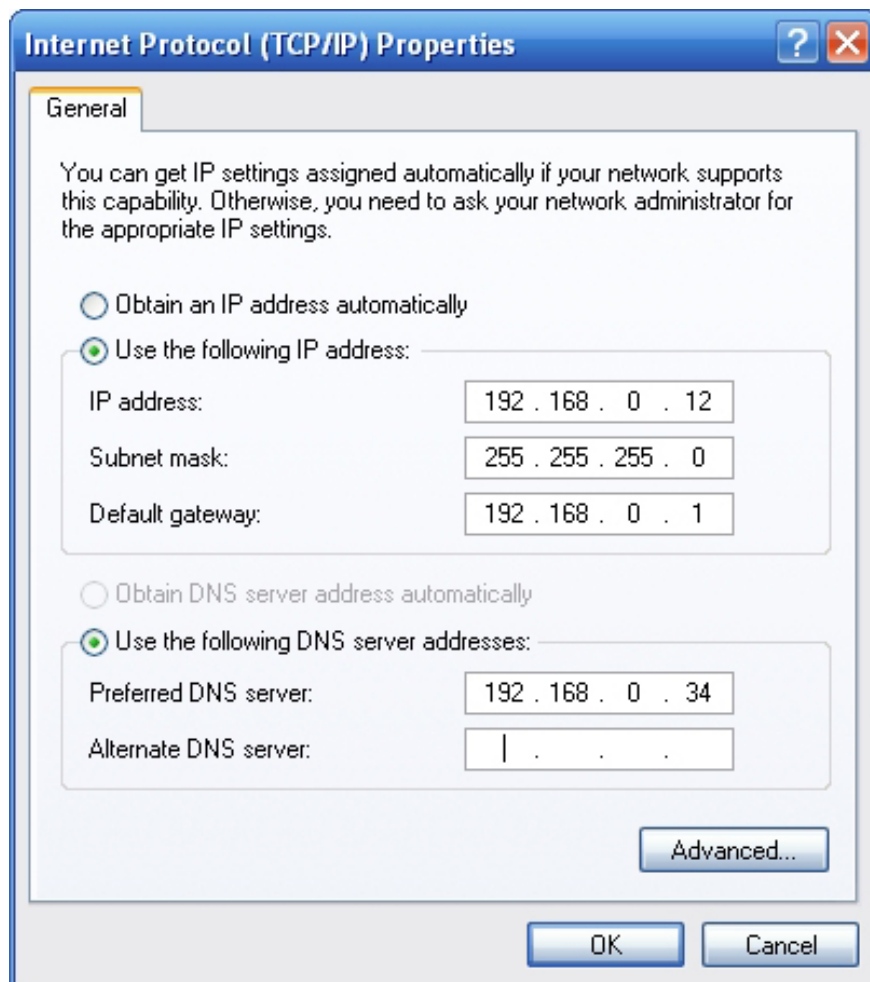 Internet Protocol (TCP/IP) Properties
General
You can get IP settings assigned automatically if your network supports
this capability. Otherwise, you need to ask your network administrator for
the appropriate IP settings.
Obtain an IP address automatically
Use the following IP address:
IP address: 192 . 168 . 0 . 12
Subnet mask: 255 . 255 . 255 . 0
Default gateway: 192 . 168 . 0 . 1
Obtain DNS server address automatically
Use the following DNS server addresses:
Preferred DNS server: 192 . 168 . 0 . 34
Alternate DNS server: . . .
Advanced...
OK Cancel